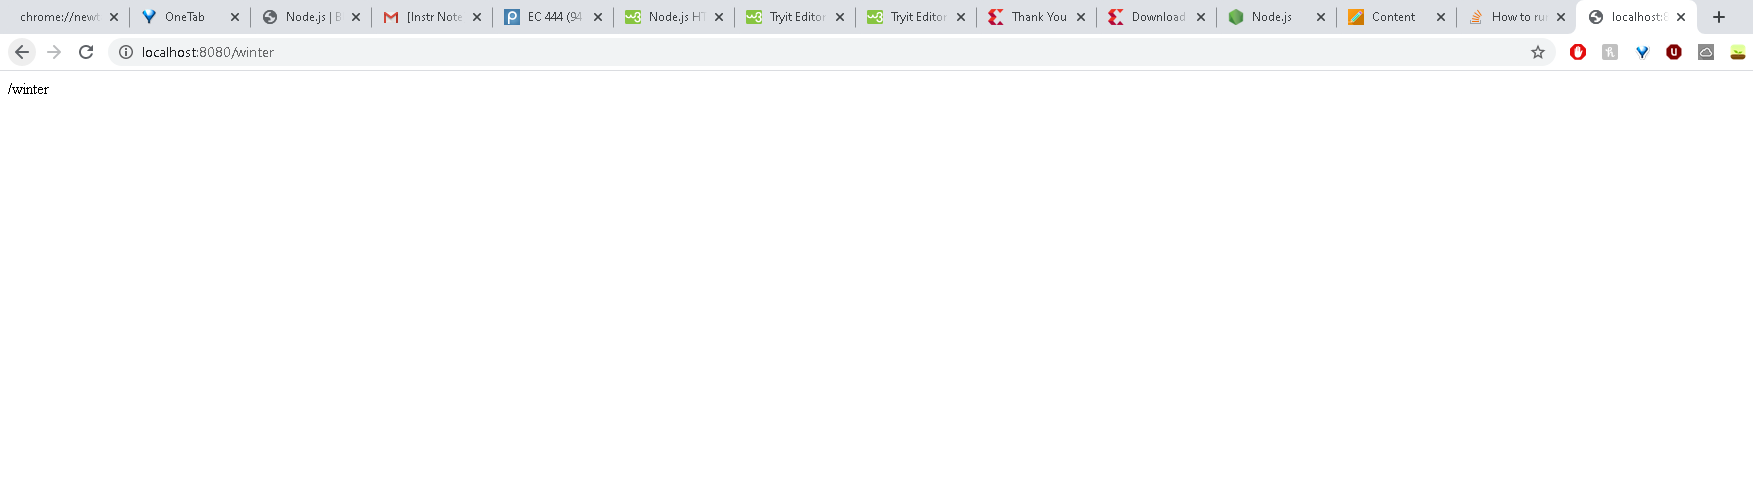 chrome://newt OneTab Node.js | B [Instr Note EC 444 (94 Node.js HT Tryit Editor Tryit Editor Thank You Download Node.js Content How to ru localhost:8
localhost:8080/winter
/winter